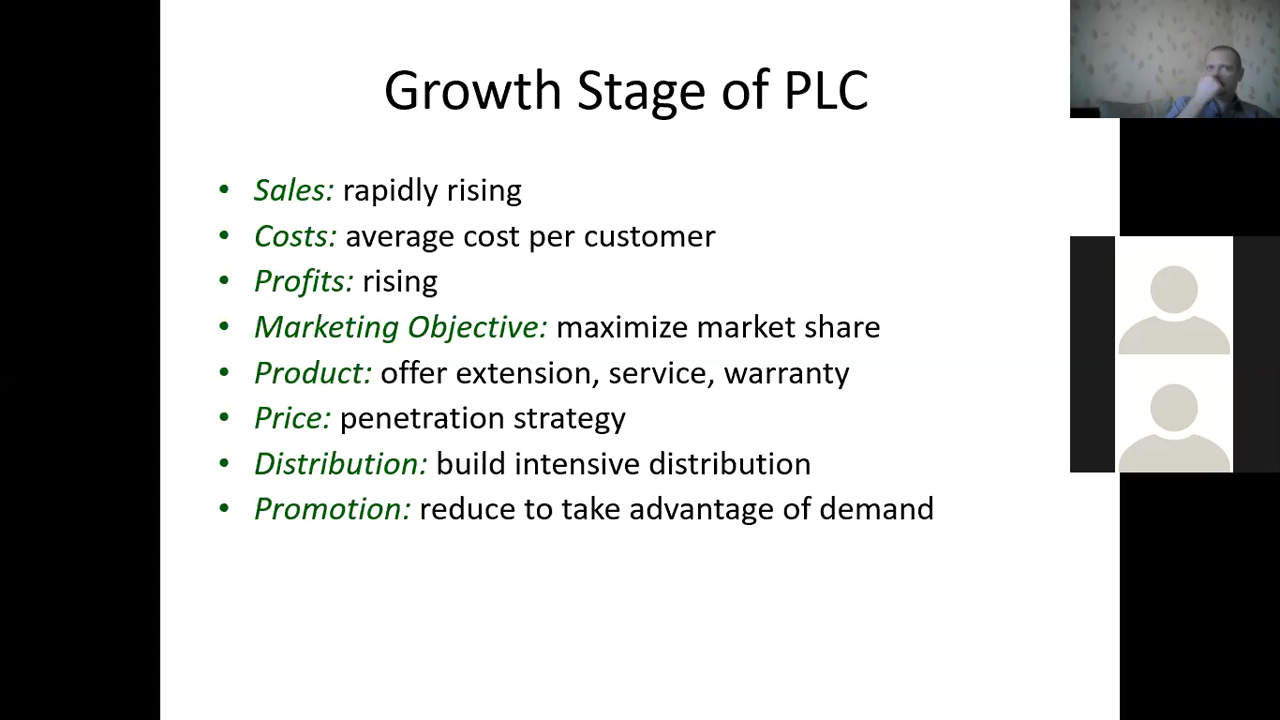 Growth Stage of PLC
• Sales: rapidly rising
• Costs: average cost per customer
• Profits: rising
• Marketing Objective: maximize market share
• Product: offer extension, service, warranty
• Price: penetration strategy
• Distribution: build intensive distribution
• Promotion: reduce to take advantage of demand